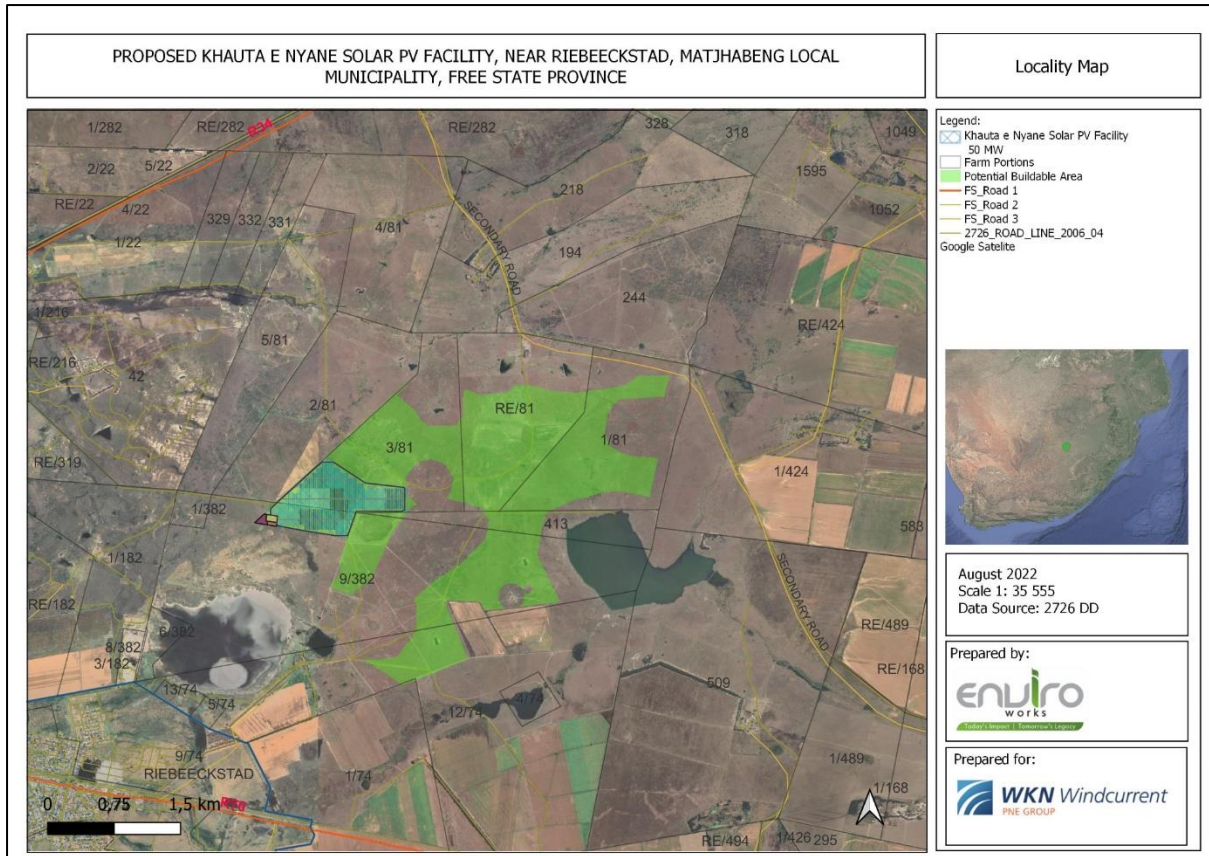 PROPOSED KHAUTA E NYANE SOLAR PV FACILITY, NEAR RIEBEECKSTAD, MATJHABENG LOCAL
MUNICIPALITY, FREE STATE PROVINCE
Locality Map
Legend:
Khauta e Nyane Solar PV Facility
50 MW
Farm Portions
Potential Buildable Area
FS_Road 1
FS_Road 2
FS_Road 3
2726_ROAD_LINE_2006_04
Google Satelite
August 2022
Scale 1: 35 555
Data Source: 2726 DD
Prepared by:
enviro
works
Today's Impact | Tomorrow's Legacy
Prepared for:
WKN Windcurrent
PNE GROUP
1/282
RE/282
R34
RE/282
328
318
1049
2/22
5/22
1595
RE/22
4/22
329
332
331
4/81
218
1052
1/22
SECONDARY ROAD
194
244
1/216
5/81
RE/424
RE/216
42
2/81
RE/81
3/81
1/81
RE/319
1/424
1/382
413
583
1/182
9/382
SECONDARY ROAD
RE/182
6/382
RE/489
8/382
3/182
RE/168
13/74
5/74
509
4/74
12/74
9/74
RIEBEECKSTAD
1/74
1/489
1/168
0 0,75 1,5 km
RE/494
1/426
295